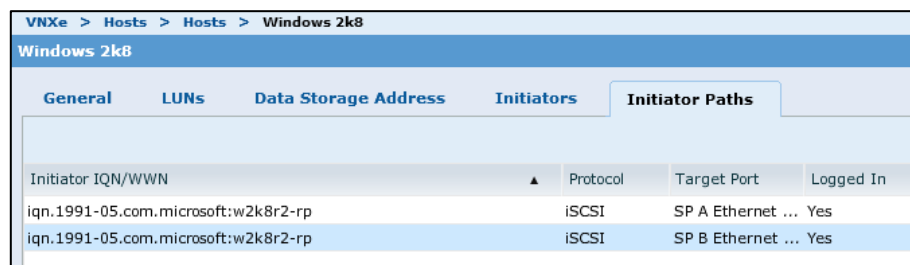 VNXe > Hosts > Hosts > Windows 2k8
Windows 2k8
General LUNs Data Storage Address Initiators Initiator Paths
Initiator IQN/WWN ▲ Protocol Target Port Logged In
iqn.1991-05.com.microsoft:w2k8r2-rp iSCSI SP A Ethernet ... Yes
iqn.1991-05.com.microsoft:w2k8r2-rp iSCSI SP B Ethernet ... Yes